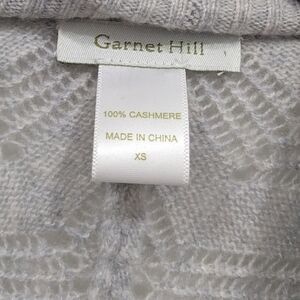 Garnet Hill
100% CASHMERE
MADE IN CHINA
XS